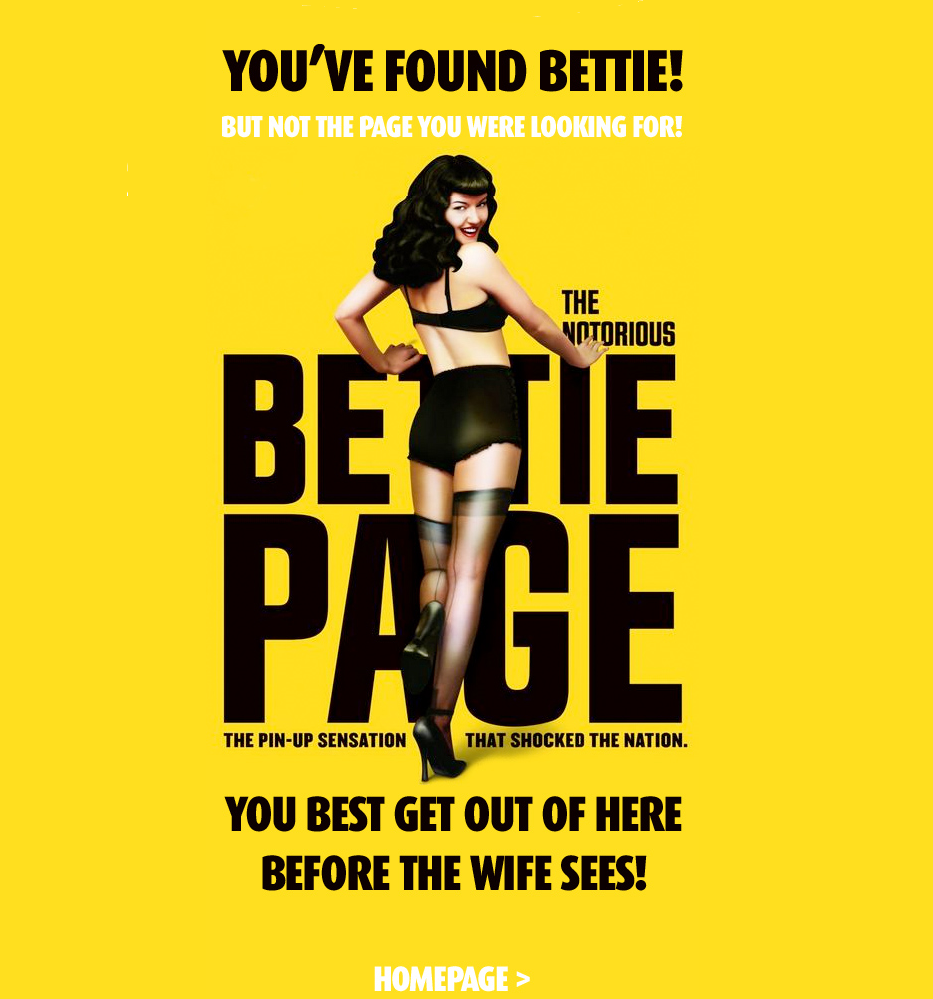 YOU'VE FOUND BETTIE!
BUT NOT THE PAGE YOU WERE LOOKING FOR!
THE
NOTORIOUS
BETTIE
PAGE
THE PIN-UP SENSATION THAT SHOCKED THE NATION.
YOU BEST GET OUT OF HERE
BEFORE THE WIFE SEES!
HOMEPAGE >